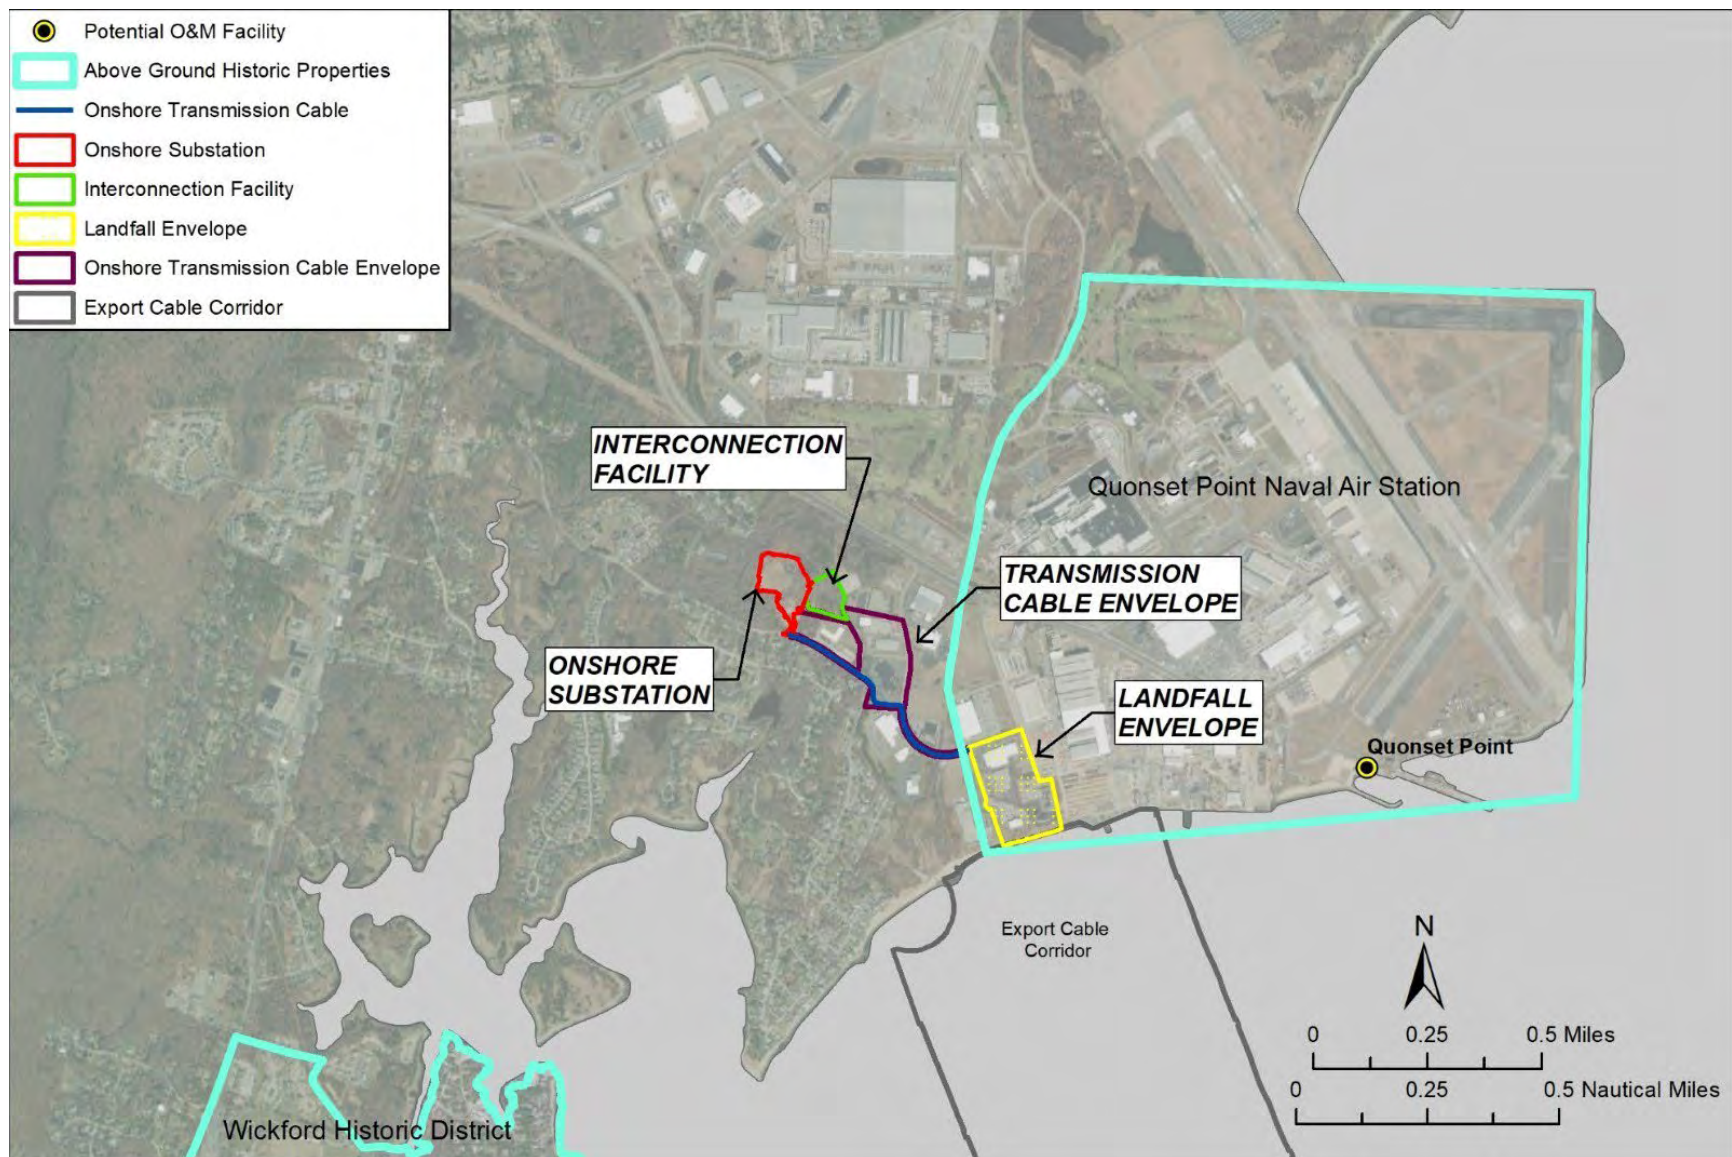 Potential O&M Facility
Above Ground Historic Properties
Onshore Transmission Cable
Onshore Substation
Interconnection Facility
Landfall Envelope
Onshore Transmission Cable Envelope
Export Cable Corridor
INTERCONNECTION
FACILITY
Quonset Point Naval Air Station
TRANSMISSION
CABLE ENVELOPE
ONSHORE
SUBSTATION
LANDFALL
ENVELOPE
Quonset Point
Export Cable
Corridor
N
0 0.25 0.5 Miles
0 0.25 0.5 Nautical Miles
Wickford Historic District